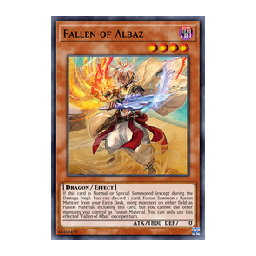 Fallen of Albaz
[Dragon / Effect]
If this card is Normal or Special Summoned (except during the
Damage Step): You can discard 1 card; Fusion Summon 1 Fusion
Monster from your Extra Deck, using monsters on either field
as Fusion Material, including this card, but you cannot use other
monsters you control as Fusion Material. You can only use this
effect of "Fallen of Albaz" once per turn.